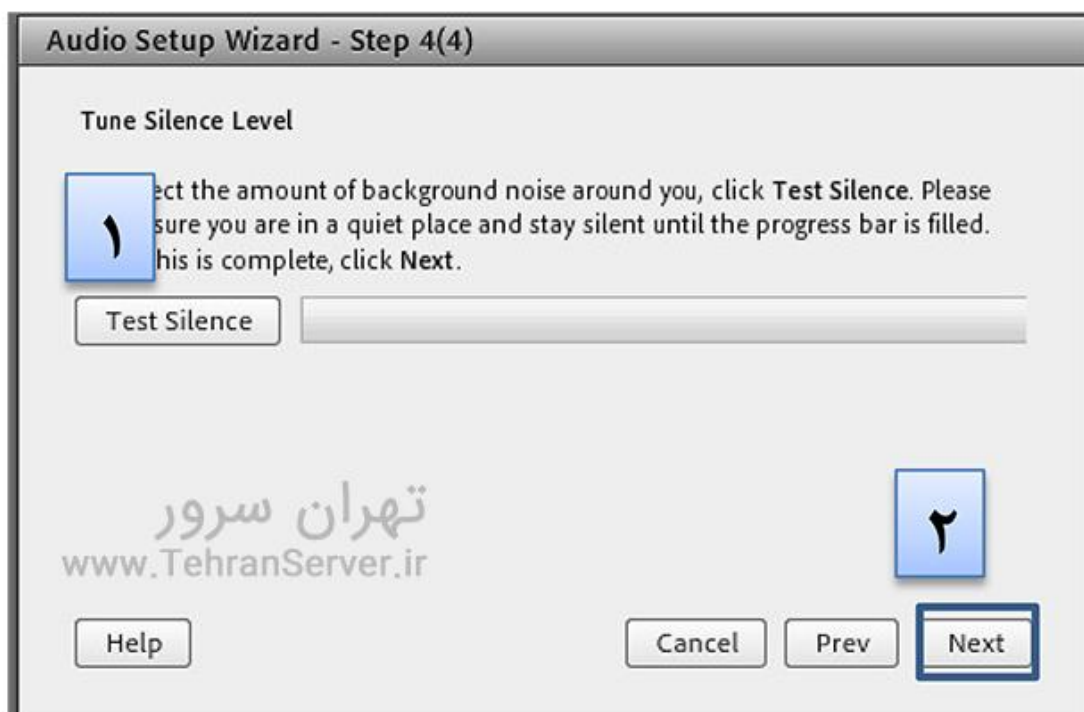 Audio Setup Wizard - Step 4(4)
Tune Silence Level
ect the amount of background noise around you, click Test Silence. Please
sure you are in a quiet place and stay silent until the progress bar is filled.
his is complete, click Next.
۱
Test Silence
تهران سرور
www.TehranServer.ir
۲
Help
Cancel
Prev
Next